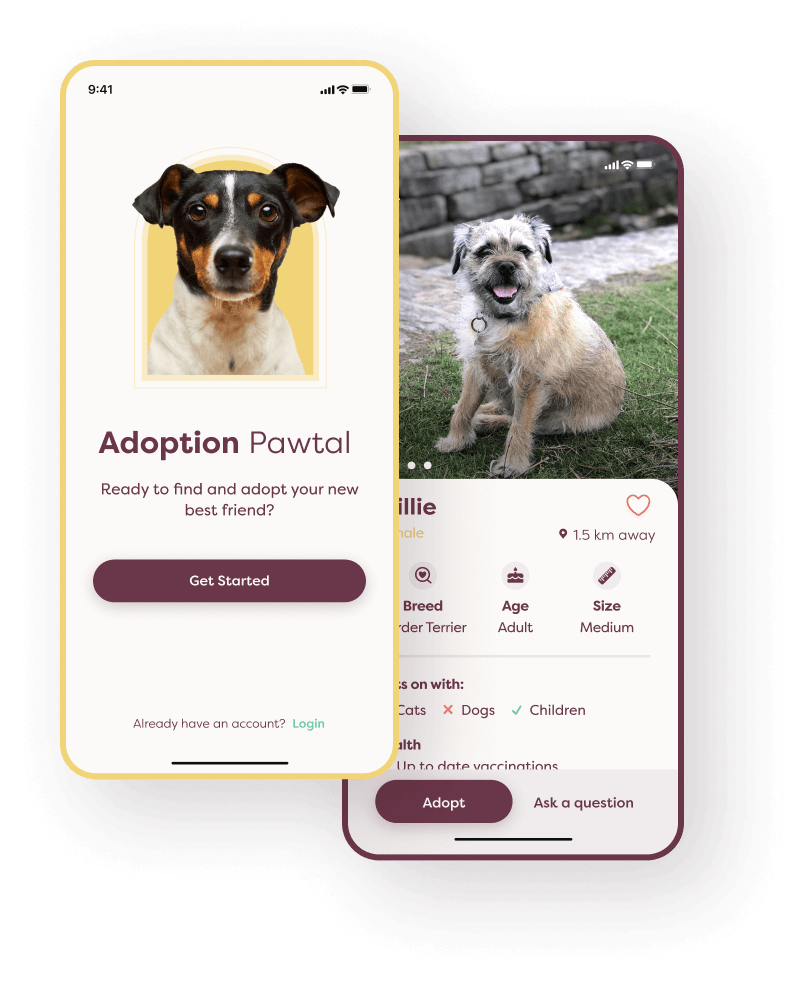 9:41
Adoption Pawtal
Ready to find and adopt your new
best friend?
Get Started
Already have an account? Login
illie
nale
1.5 km away
Breed
Age
Size
rder Terrier
Adult
Medium
ts on with:
Cats
Dogs
Children
alth
Up to date vaccinations
Adopt
Ask a question